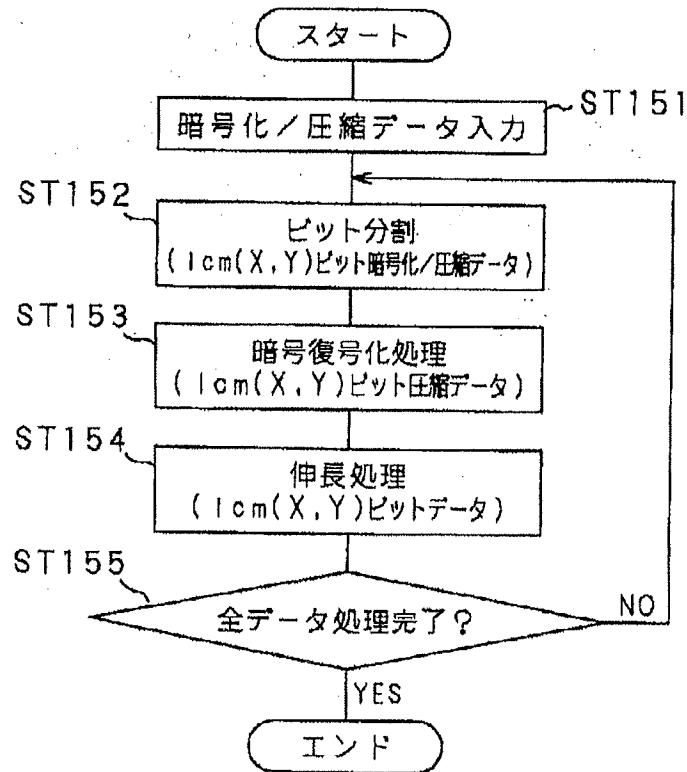 スタート
ST151
暗号化／圧縮データ入力
ST152
ビット分割
(lcm(X,Y)ビット暗号化/圧縮データ)
ST153
暗号復号化処理
(lcm(X,Y)ビット圧縮データ)
ST154
伸長処理
(lcm(X,Y)ビットデータ)
ST155
全データ処理完了？
NO
YES
エンド